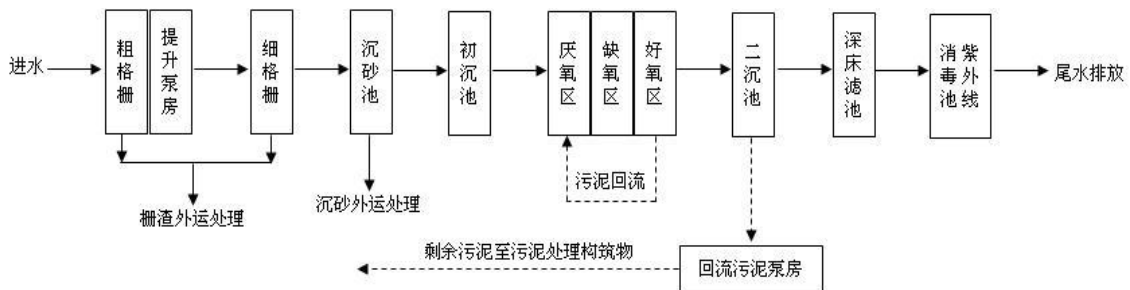 进水
粗格栅
提升泵房
细格栅
沉砂池
初沉池
厌氧区
缺氧区
好氧区
二沉池
深床滤池
紫外线
消毒池
尾水排放
污泥回流
栅渣外运处理
沉砂外运处理
剩余污泥至污泥处理构筑物
回流污泥泵房